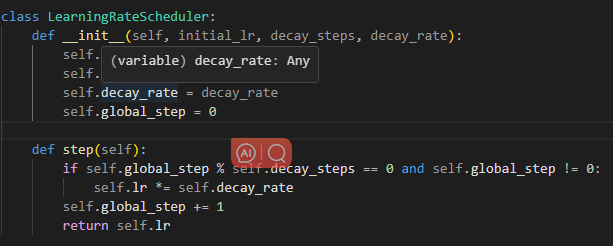 class LearningRateScheduler:
def __init__(self, initial_lr, decay_steps, decay_rate):
self.
self.
(variable) decay_rate: Any
self.decay_rate = decay_rate
self.global_step = 0
def step(self):
AI
if self.global_step % self.decay_steps == 0 and self.global_step != 0:
self.lr *= self.decay_rate
self.global_step += 1
return self.lr